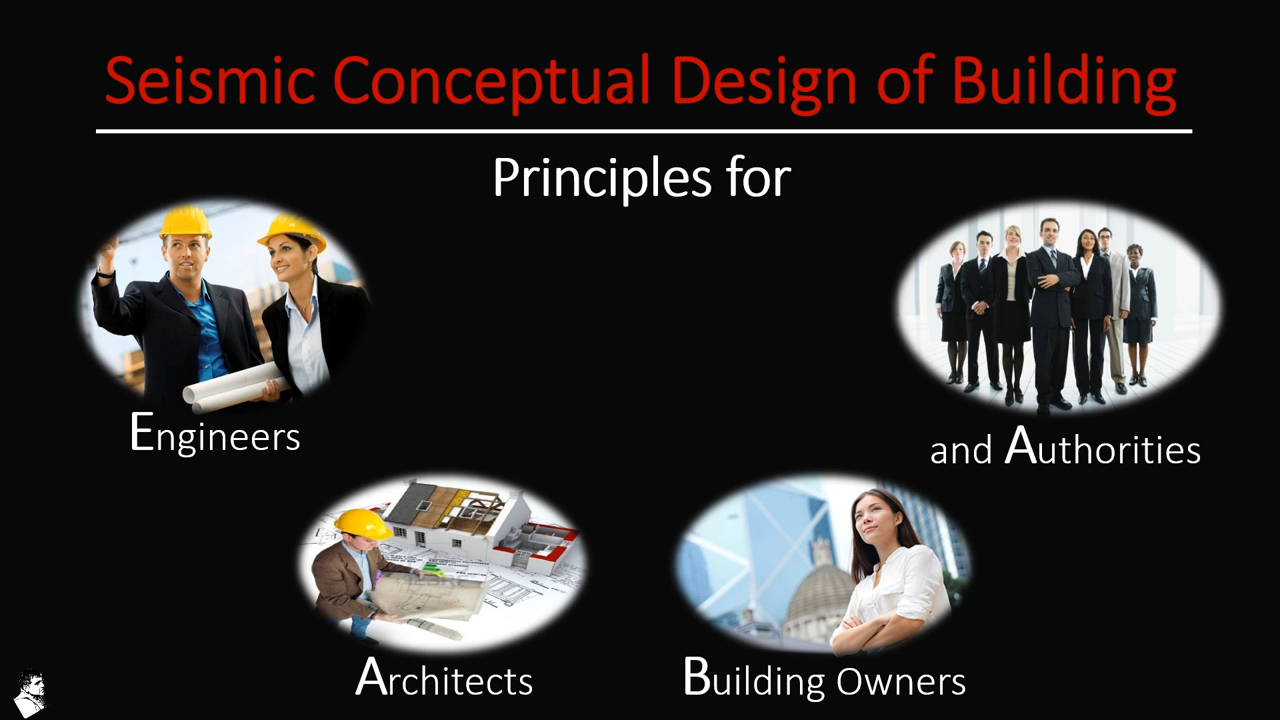 Seismic Conceptual Design of Building
Principles for
Engineers
and Authorities
Architects
Building Owners